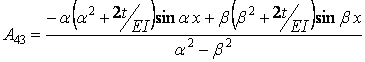 A₄₃ = (−α(α² + 2t/EI) sin αx + β(β² + 2t/EI) sin βx) / (α² − β²)